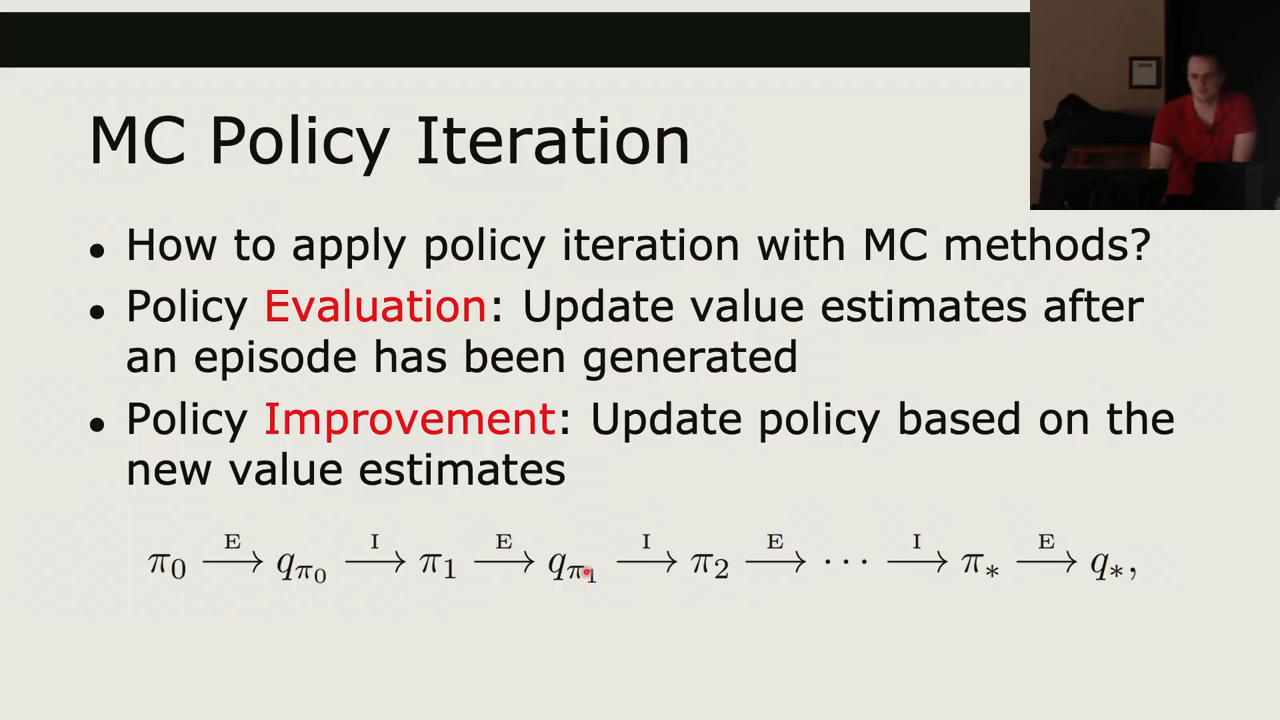 MC Policy Iteration
• How to apply policy iteration with MC methods?
• Policy Evaluation: Update value estimates after
an episode has been generated
• Policy Improvement: Update policy based on the
new value estimates
π₀ —E→ q_π₀ —I→ π₁ —E→ q_π₁ —I→ π₂ —E→ ⋯ —I→ π_* —E→ q_*,